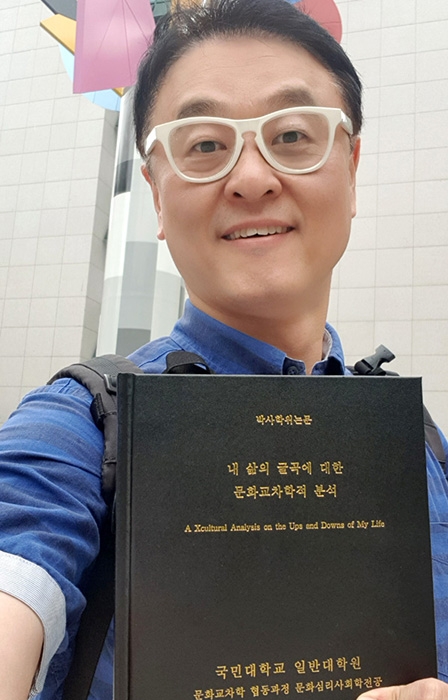 박사학위논문
내 삶의 굴곡에 대한
문화교차학적 분석
A Xcultural Analysis on the Ups and Downs of My Life
국민대학교 일반대학원
문화교차학 협동과정 문화심리사회학전공